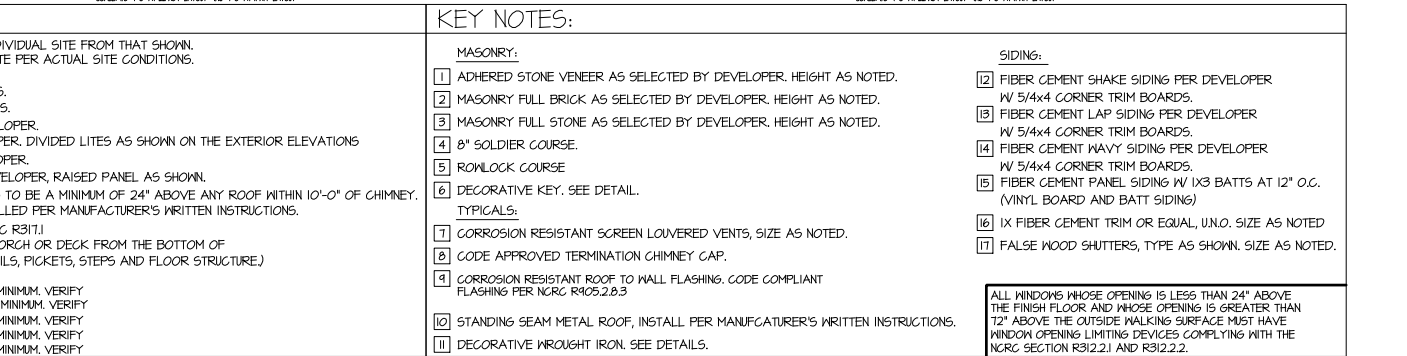 IVIDUAL SITE FROM THAT SHOWN.
TE PER ACTUAL SITE CONDITIONS.
S.
S.
LOPER.
PER. DIVIDED LITES AS SHOWN ON THE EXTERIOR ELEVATIONS
OPER.
VELOPER, RAISED PANEL AS SHOWN.
TO BE A MINIMUM OF 24" ABOVE ANY ROOF WITHIN 10'-0" OF CHIMNEY.
LLED PER MANUFACTURER'S WRITTEN INSTRUCTIONS.
C R317.1
ORCH OR DECK FROM THE BOTTOM OF
ILS, PICKETS, STEPS AND FLOOR STRUCTURE.)
MINIMUM. VERIFY
MINIMUM. VERIFY
MINIMUM. VERIFY
MINIMUM. VERIFY
MINIMUM. VERIFY
KEY NOTES:
MASONRY:
1 ADHERED STONE VENEER AS SELECTED BY DEVELOPER. HEIGHT AS NOTED.
2 MASONRY FULL BRICK AS SELECTED BY DEVELOPER. HEIGHT AS NOTED.
3 MASONRY FULL STONE AS SELECTED BY DEVELOPER. HEIGHT AS NOTED.
4 8" SOLDIER COURSE.
5 ROWLOCK COURSE
6 DECORATIVE KEY. SEE DETAIL.
TYPICALS:
7 CORROSION RESISTANT SCREEN LOUVERED VENTS, SIZE AS NOTED.
8 CODE APPROVED TERMINATION CHIMNEY CAP.
9 CORROSION RESISTANT ROOF TO WALL FLASHING. CODE COMPLIANT
FLASHING PER NCRC R905.2.8.3
10 STANDING SEAM METAL ROOF, INSTALL PER MANUFCATURER'S WRITTEN INSTRUCTIONS.
11 DECORATIVE WROUGHT IRON. SEE DETAILS.
SIDING:
12 FIBER CEMENT SHAKE SIDING PER DEVELOPER
W/ 5/4x4 CORNER TRIM BOARDS.
13 FIBER CEMENT LAP SIDING PER DEVELOPER
W/ 5/4x4 CORNER TRIM BOARDS.
14 FIBER CEMENT WAVY SIDING PER DEVELOPER
W/ 5/4x4 CORNER TRIM BOARDS.
15 FIBER CEMENT PANEL SIDING W/ 1X3 BATTS AT 12" O.C.
(VINYL BOARD AND BATT SIDING)
16 1X FIBER CEMENT TRIM OR EQUAL, U.N.O. SIZE AS NOTED
17 FALSE WOOD SHUTTERS, TYPE AS SHOWN. SIZE AS NOTED.
ALL WINDOWS WHOSE OPENING IS LESS THAN 24" ABOVE
THE FINISH FLOOR AND WHOSE OPENING IS GREATER THAN
72" ABOVE THE OUTSIDE WALKING SURFACE MUST HAVE
WINDOW OPENING LIMITING DEVICES COMPLYING WITH THE
NCRC SECTION R312.2.1 AND R312.2.2.